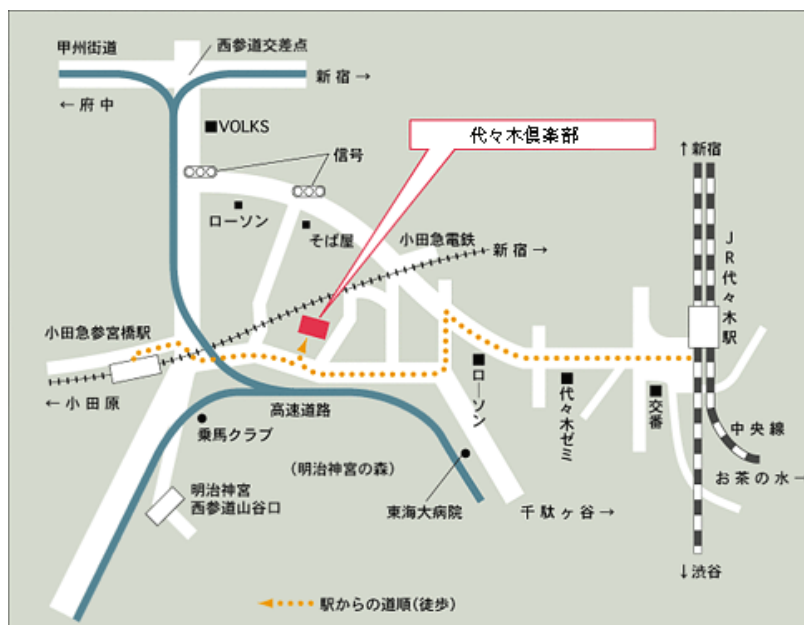 甲州街道
西参道交差点
新宿→
←府中
■VOLKS
信号
代々木倶楽部
↑新宿
ローソン
そば屋
小田急電鉄
新宿→
JR代々木駅
小田急参宮橋駅
←小田原
高速道路
乗馬クラブ
ローソン
代々木ゼミ
交番
中央線
お茶の水→
(明治神宮の森)
明治神宮
西参道山谷口
東海大病院
千駄ヶ谷→
↓渋谷
駅からの道順(徒歩)